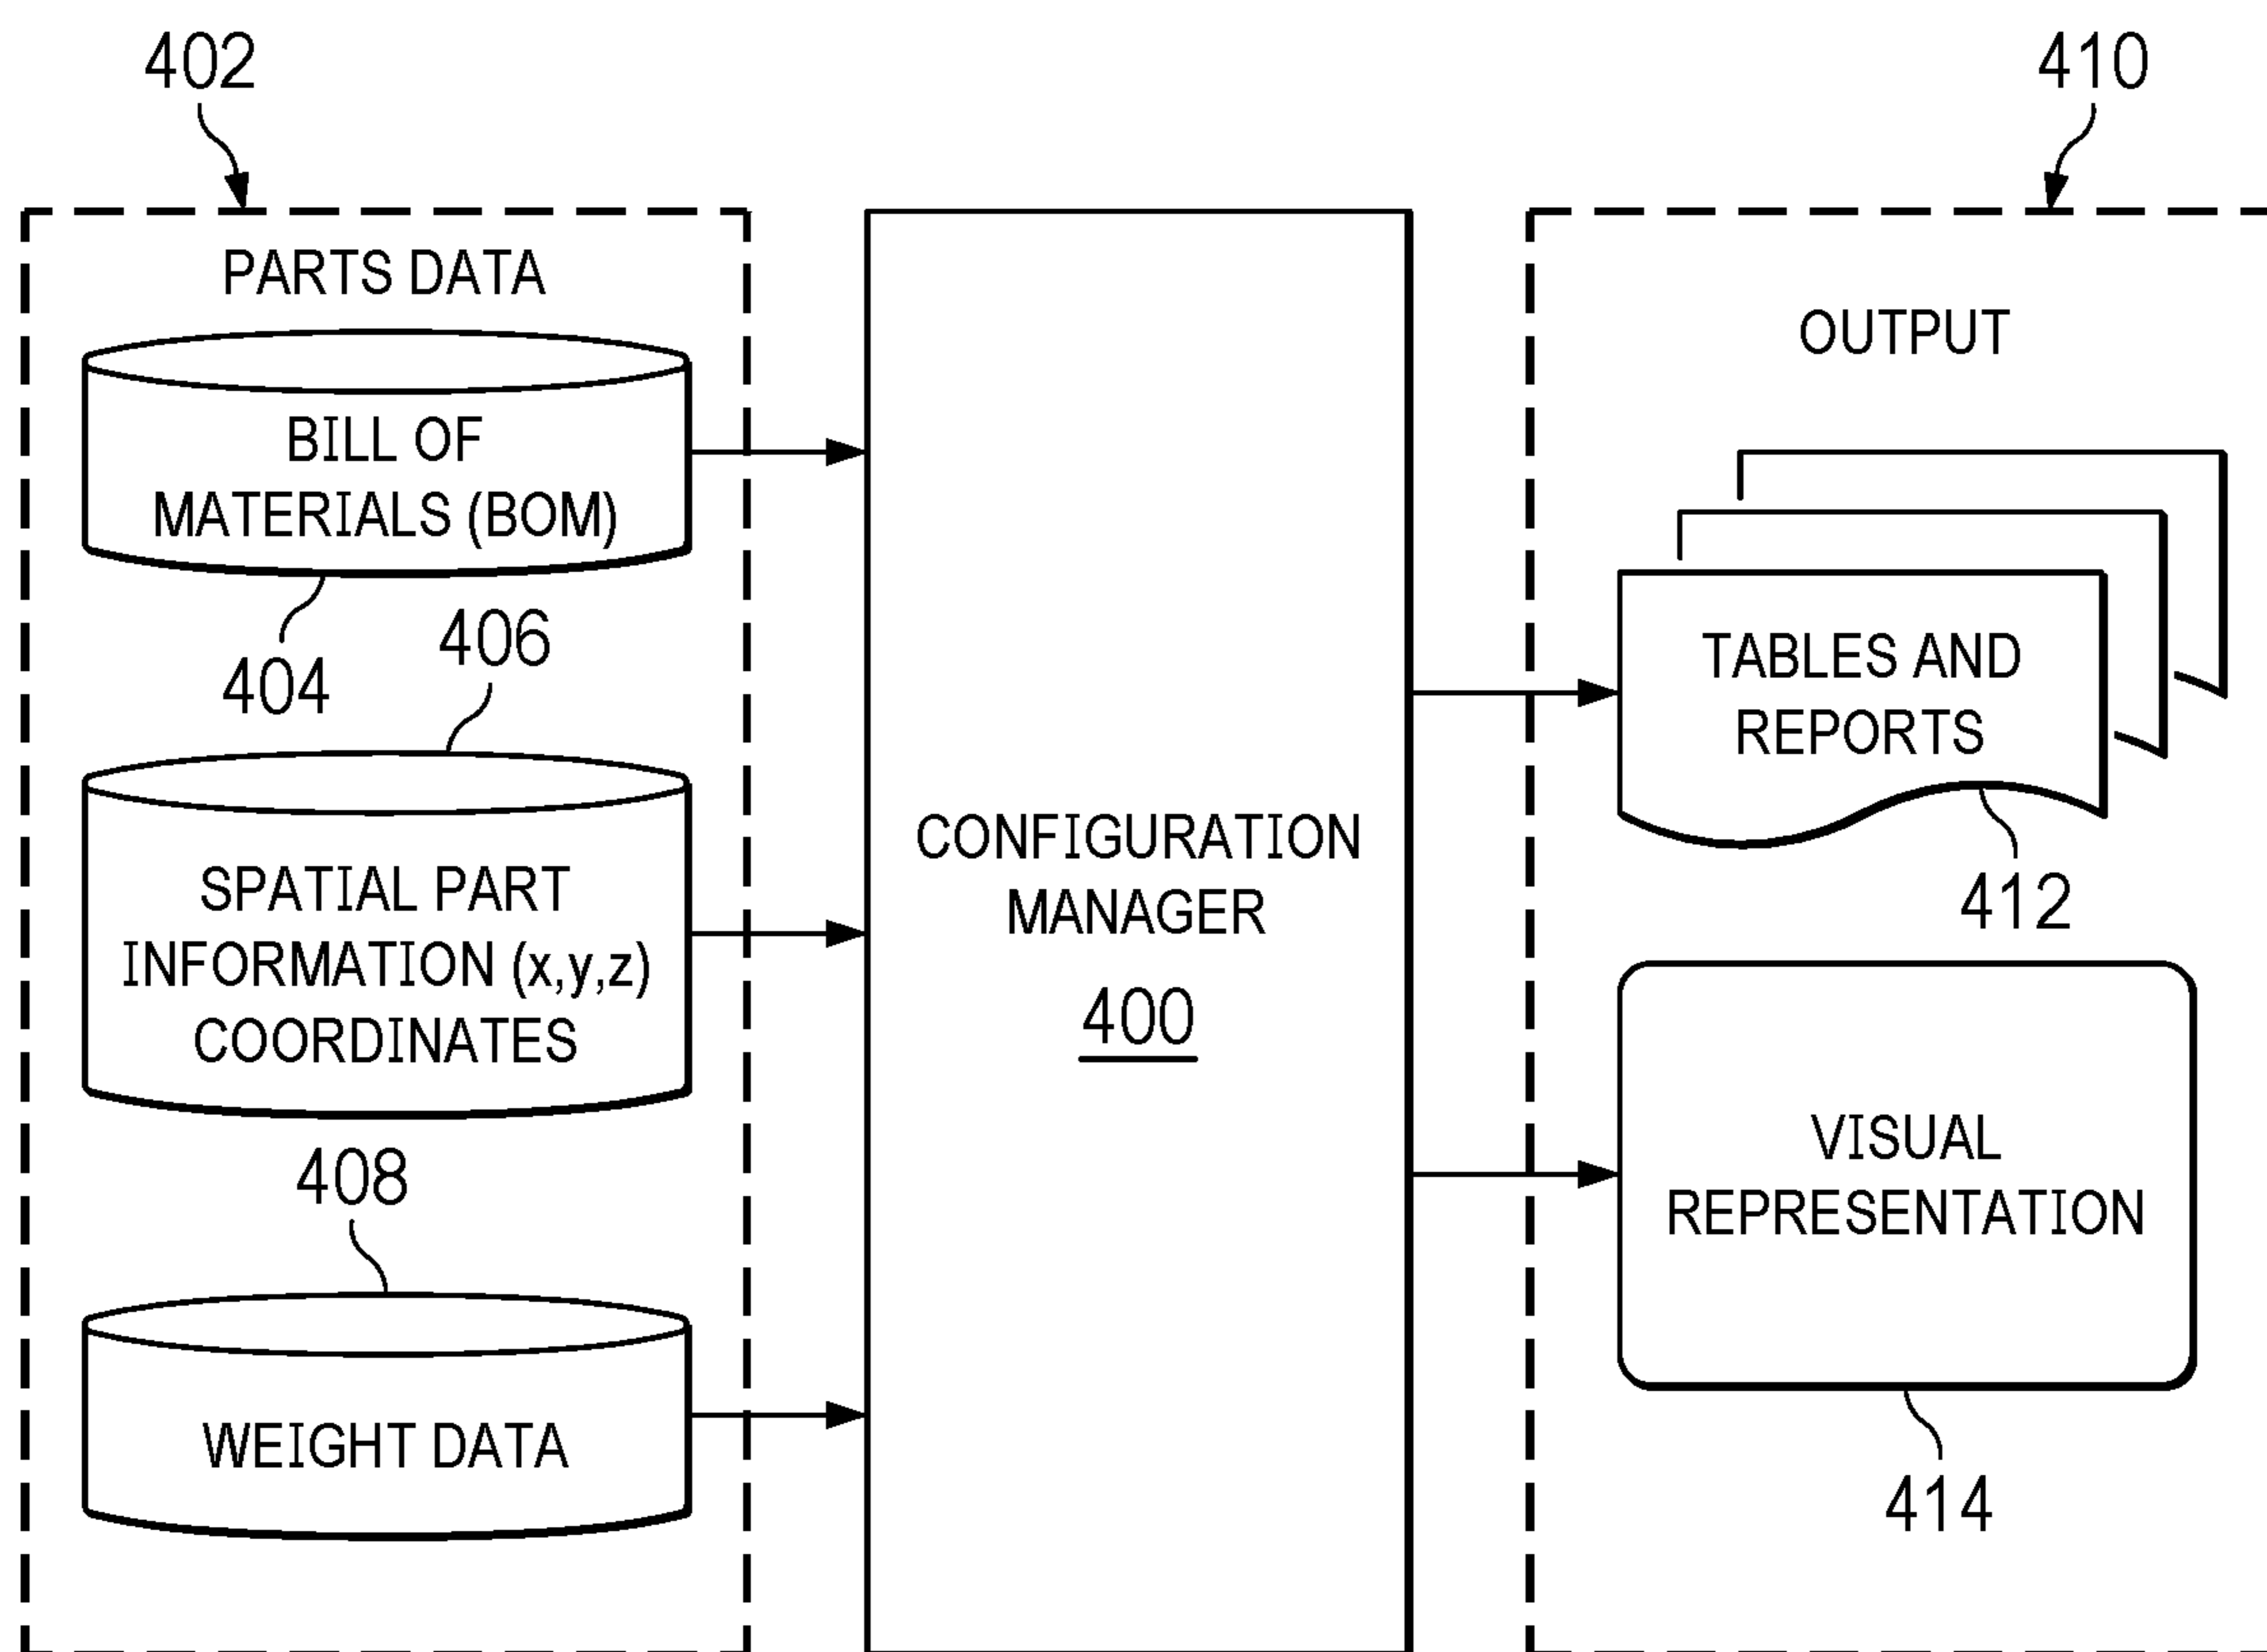 402
PARTS DATA
BILL OF
MATERIALS (BOM)
404
406
SPATIAL PART
INFORMATION (x,y,z)
COORDINATES
408
WEIGHT DATA
CONFIGURATION
MANAGER
400
410
OUTPUT
TABLES AND
REPORTS
412
VISUAL
REPRESENTATION
414